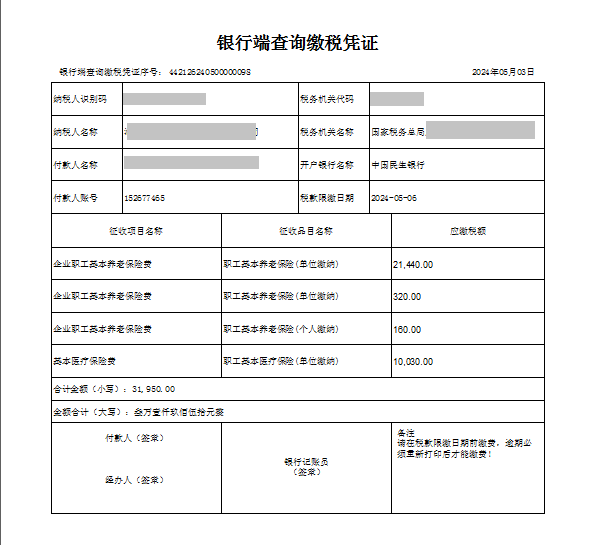 银行端查询缴税凭证
银行端查询缴税凭证序号： 442126240500000098 2024年05月03日
纳税人识别码 税务机关代码
纳税人名称 税务机关名称 国家税务总局
付款人名称 开户银行名称 中国民生银行
付款人账号 152677465 税款限缴日期 2024-05-06
征收项目名称 征收品目名称 应缴税额
企业职工基本养老保险费 职工基本养老保险(单位缴纳) 21,440.00
企业职工基本养老保险费 职工基本养老保险(单位缴纳) 320.00
企业职工基本养老保险费 职工基本养老保险(个人缴纳) 160.00
基本医疗保险费 职工基本医疗保险(单位缴纳) 10,030.00
合计金额（小写）：31,950.00
金额合计（大写）：叁万壹仟玖佰伍拾元整
付款人（签章）
经办人（签章）
银行记账员
（签章）
备注
请在税款限缴日期前缴费，逾期必
须重新打印后才能缴费！